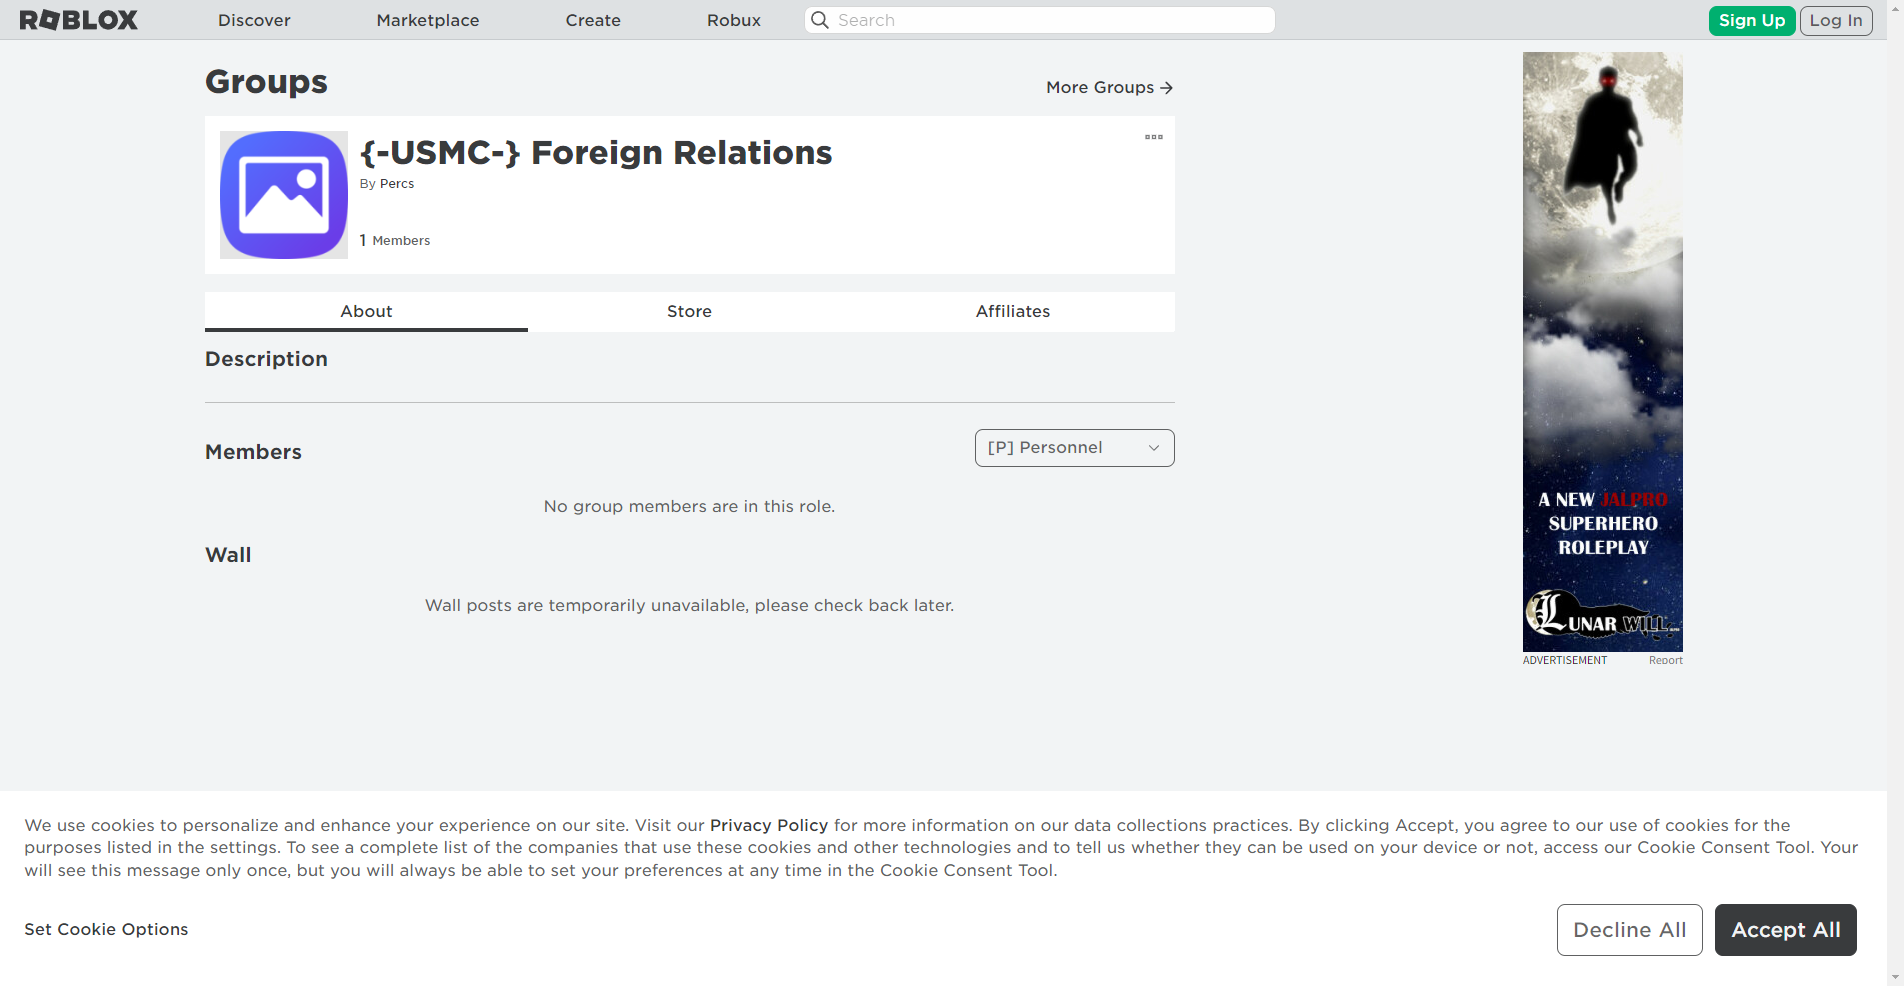 ROBLOX
Discover
Marketplace
Create
Robux
Search
Sign Up
Log In
Groups
More Groups
{-USMC-} Foreign Relations
By Percs
1 Members
About
Store
Affiliates
Description
Members
[P] Personnel
No group members are in this role.
Wall
Wall posts are temporarily unavailable, please check back later.
A NEW JAI PRO
SUPERHERO
ROLEPLAY
LUNAR WILL
ADVERTISEMENT
Report
We use cookies to personalize and enhance your experience on our site. Visit our Privacy Policy for more information on our data collections practices. By clicking Accept, you agree to our use of cookies for the
purposes listed in the settings. To see a complete list of the companies that use these cookies and other technologies and to tell us whether they can be used on your device or not, access our Cookie Consent Tool. Your
will see this message only once, but you will always be able to set your preferences at any time in the Cookie Consent Tool.
Set Cookie Options
Decline All
Accept All